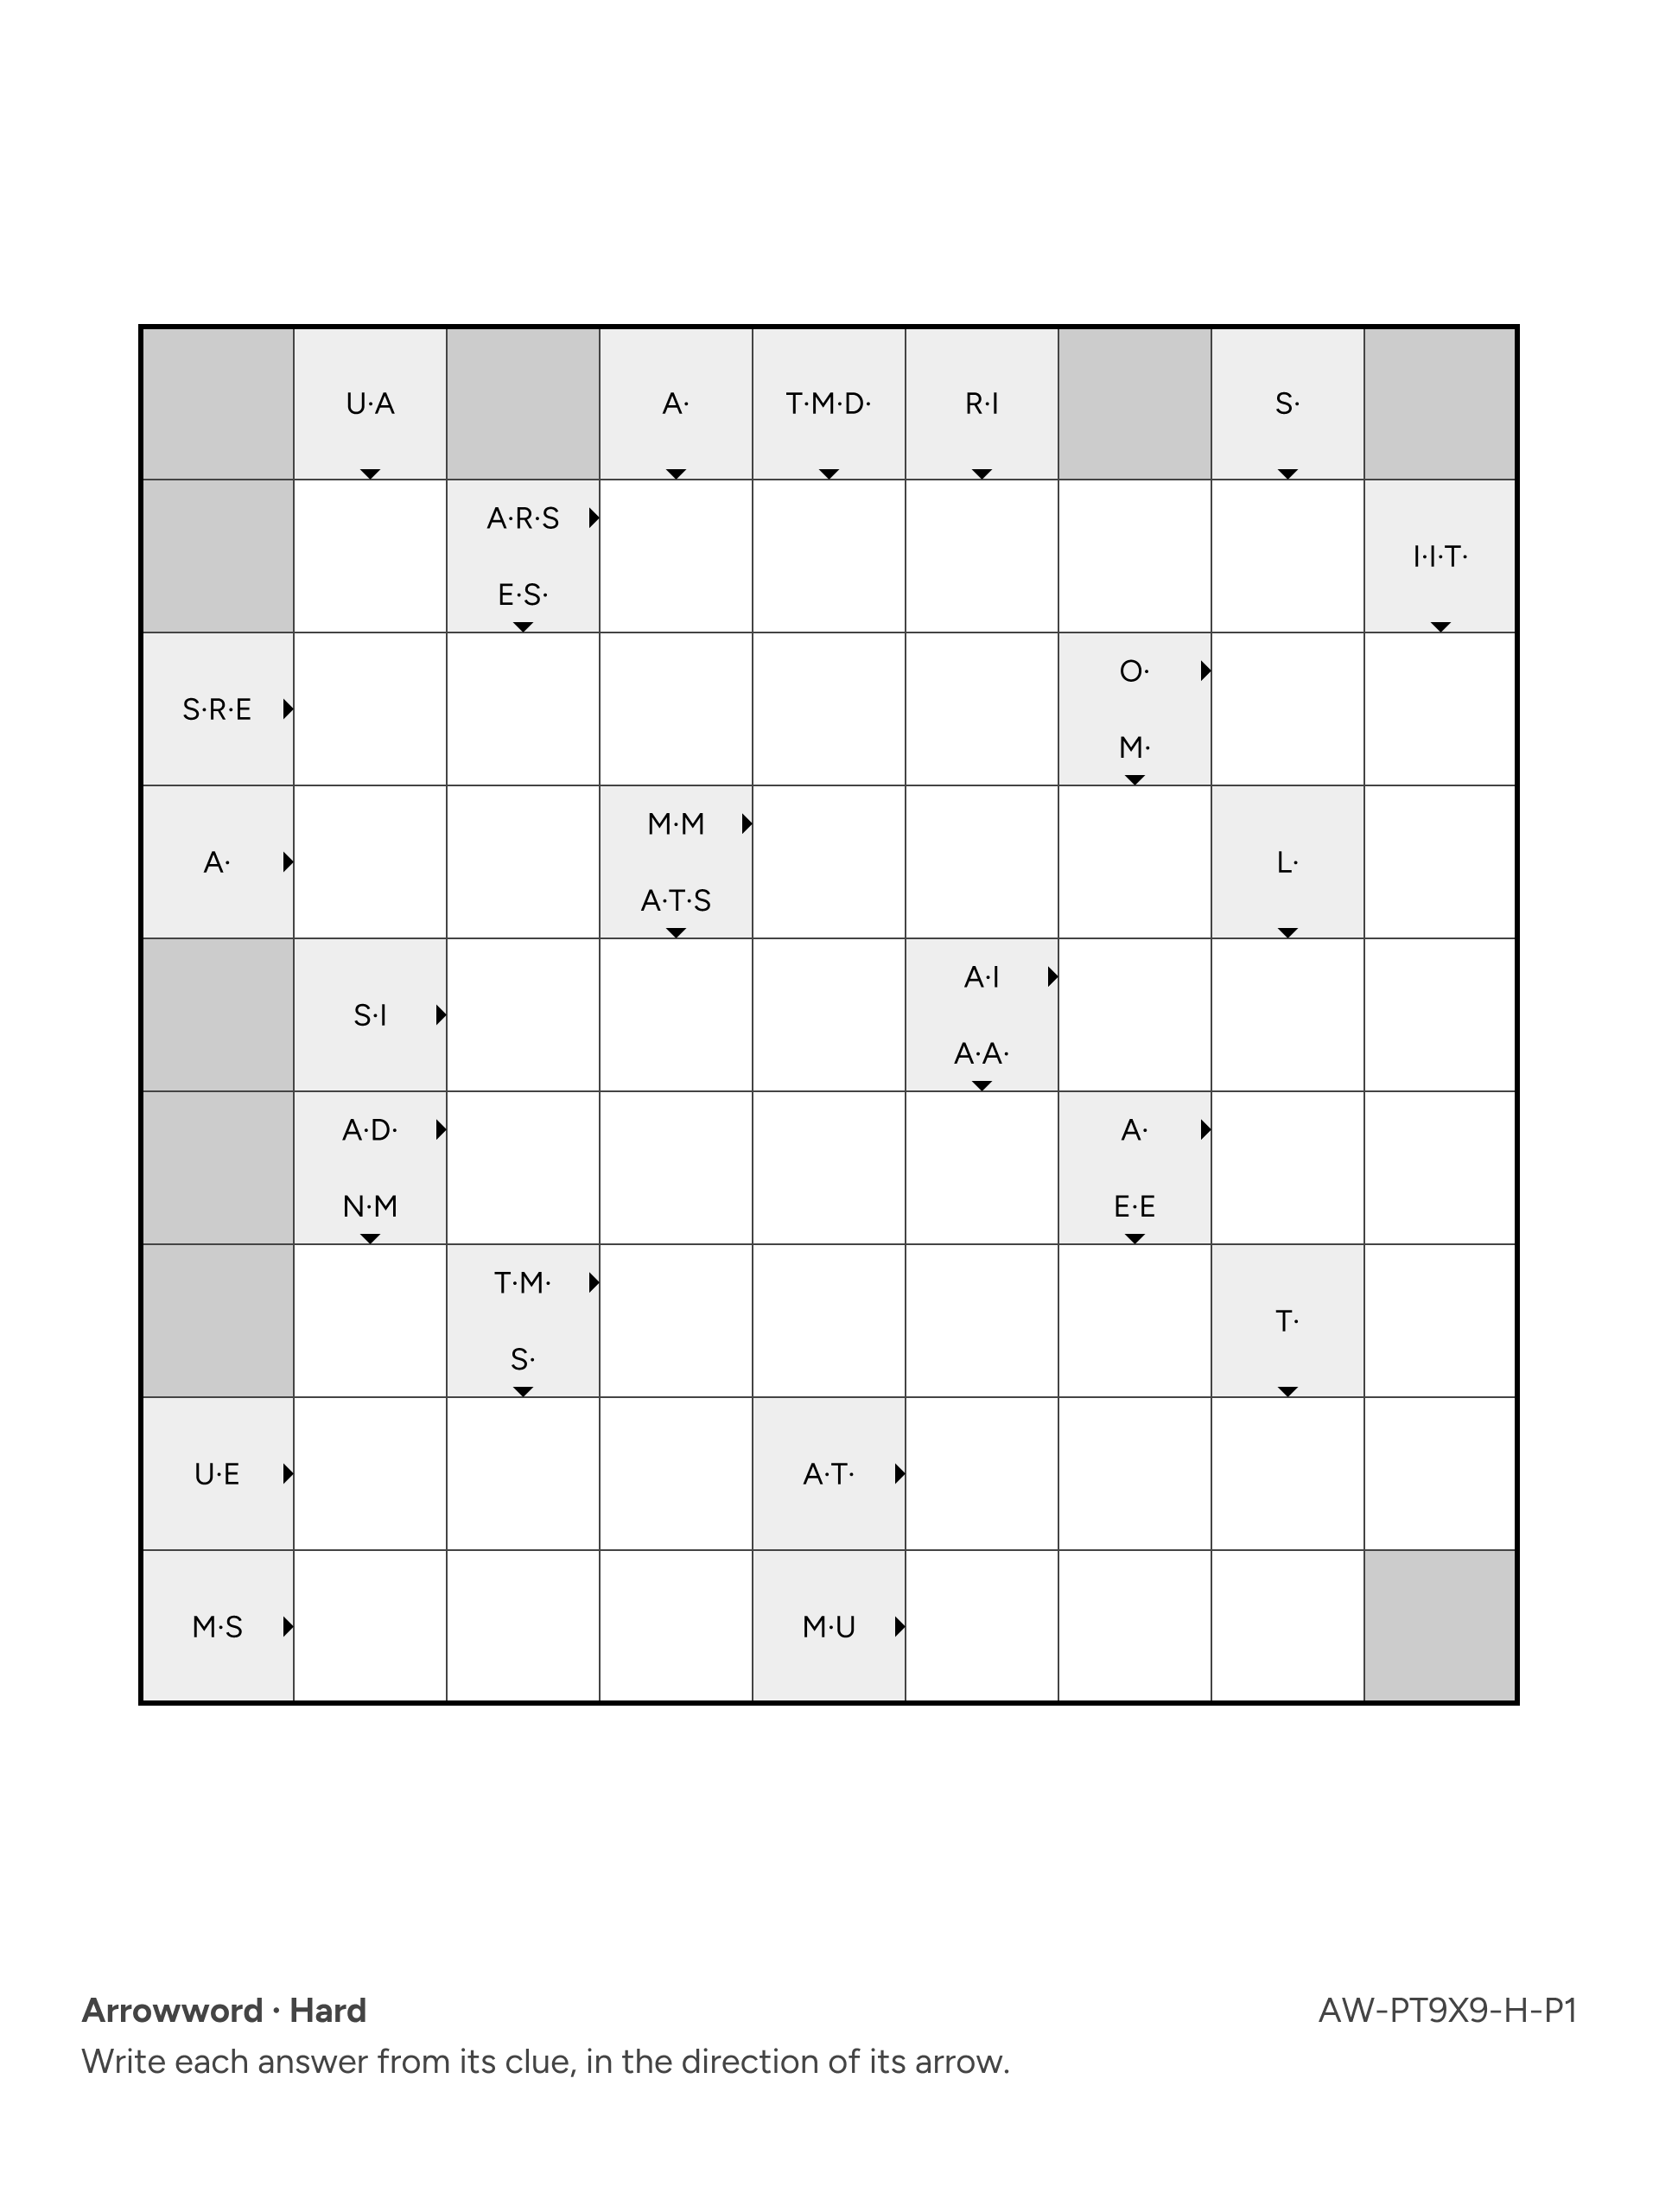 U·A
A·
T·M·D·
R·I
S·
A·R·S
E·S·
I·I·T·
S·R·E
O·
M·
A·
M·M
A·T·S
L·
S·I
A·I
A·A·
A·D·
N·M
A·
E·E
T·M·
S·
T·
U·E
A·T·
M·S
M·U
Arrowword · Hard
AW-PT9X9-H-P1
Write each answer from its clue, in the direction of its arrow.